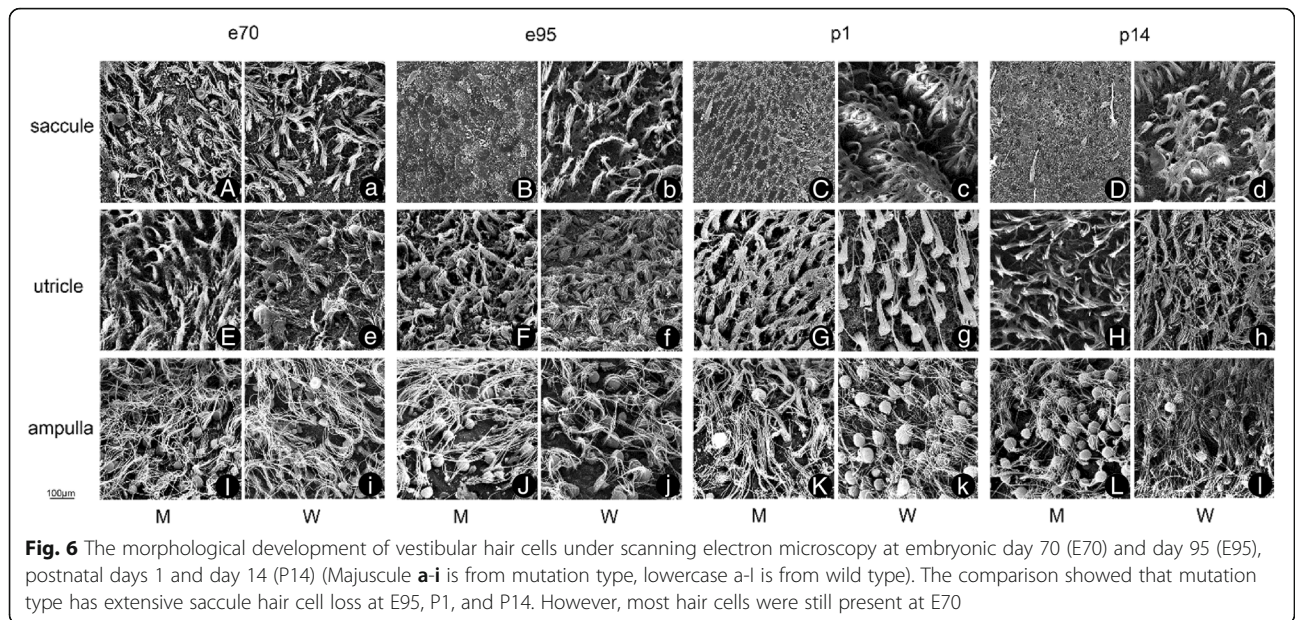 e70 e95 p1 p14
saccule A a B b C c D d
utricle E e F f G g H h
ampulla I i J j K k L l
100μm
M W M W M W M W
Fig. 6 The morphological development of vestibular hair cells under scanning electron microscopy at embryonic day 70 (E70) and day 95 (E95),
postnatal days 1 and day 14 (P14) (Majuscule a-i is from mutation type, lowercase a-l is from wild type). The comparison showed that mutation
type has extensive saccule hair cell loss at E95, P1, and P14. However, most hair cells were still present at E70